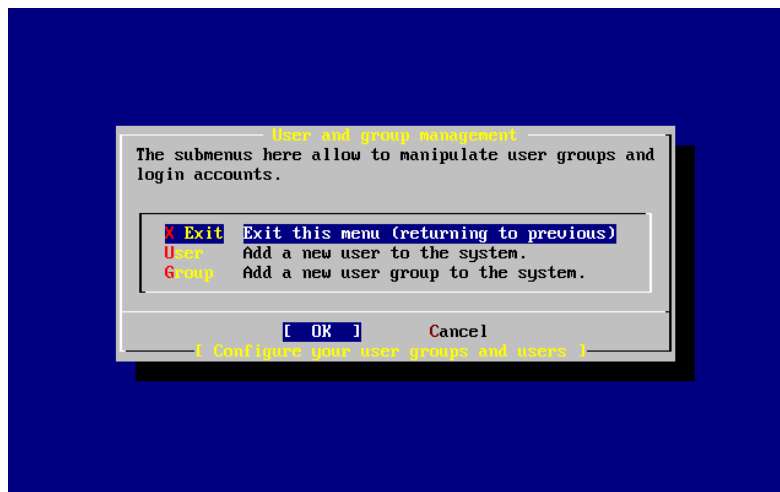 User and group management
The submenus here allow to manipulate user groups and
login accounts.
X Exit Exit this menu (returning to previous)
User Add a new user to the system.
Group Add a new user group to the system.
[ OK ] Cancel
[ Configure your user groups and users ]